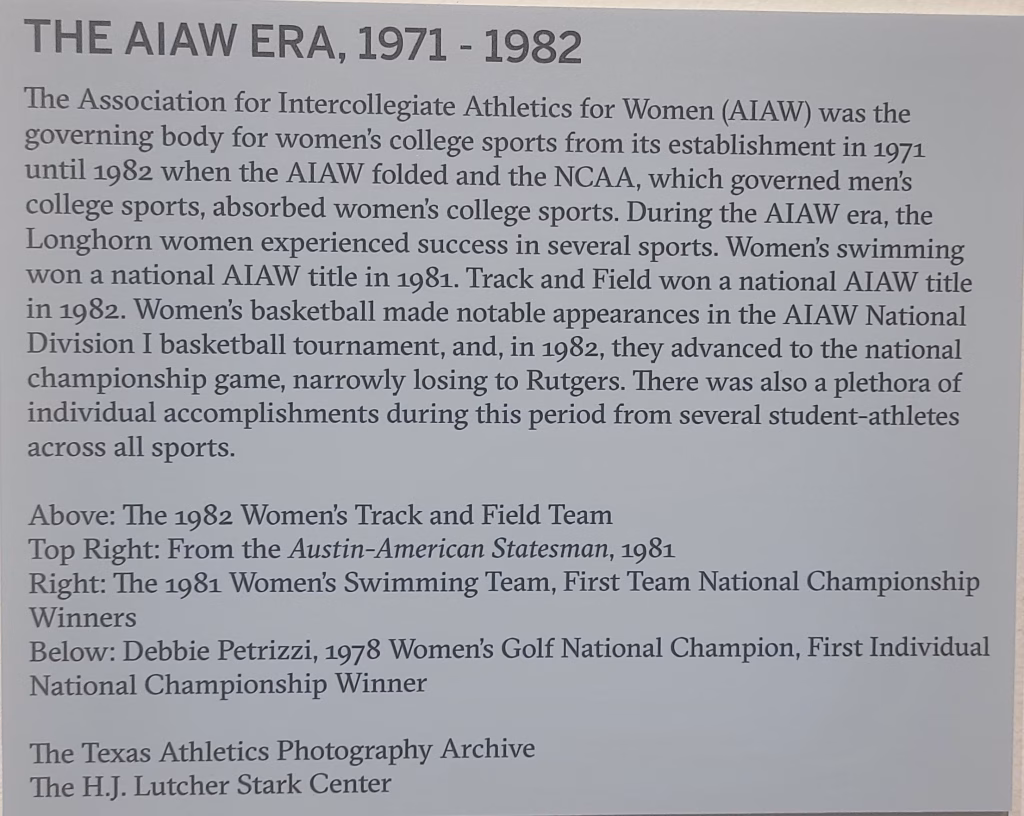 THE AIAW ERA, 1971 - 1982
The Association for Intercollegiate Athletics for Women (AIAW) was the
governing body for women's college sports from its establishment in 1971
until 1982 when the AIAW folded and the NCAA, which governed men's
college sports, absorbed women's college sports. During the AIAW era, the
Longhorn women experienced success in several sports. Women's swimming
won a national AIAW title in 1981. Track and Field won a national AIAW title
in 1982. Women's basketball made notable appearances in the AIAW National
Division I basketball tournament, and, in 1982, they advanced to the national
championship game, narrowly losing to Rutgers. There was also a plethora of
individual accomplishments during this period from several student-athletes
across all sports.
Above: The 1982 Women's Track and Field Team
Top Right: From the Austin-American Statesman, 1981
Right: The 1981 Women's Swimming Team, First Team National Championship
Winners
Below: Debbie Petrizzi, 1978 Women's Golf National Champion, First Individual
National Championship Winner
The Texas Athletics Photography Archive
The H.J. Lutcher Stark Center